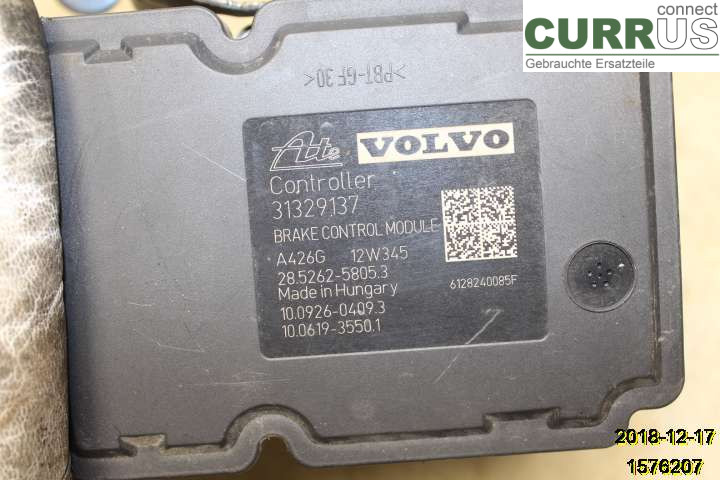 connect
CURRUS
Gebrauchte Ersatzteile
>PBT-GF30<
Ate VOLVO
Controller
31329137
BRAKE CONTROL MODULE
A426G 12W345
28.5262-5805.3
Made in Hungary
6128240085F
10.0926-0409.3
10.0619-3550.1
2018-12-17
1576207